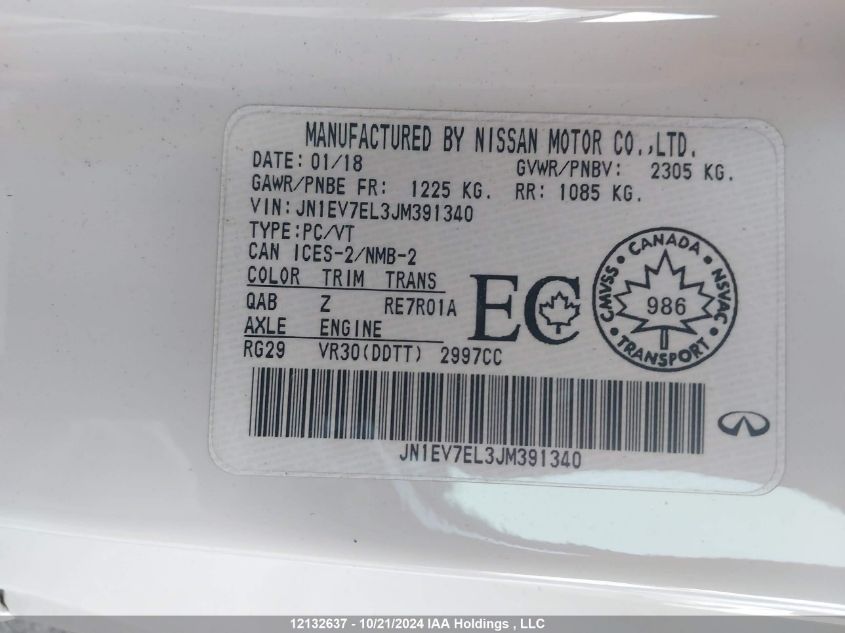 MANUFACTURED BY NISSAN MOTOR CO.,LTD.
DATE: 01/18 GVWR/PNBV: 2305 KG.
GAWR/PNBE FR: 1225 KG. RR: 1085 KG.
VIN:JN1EV7EL3JM391340
TYPE:PC/VT
CAN ICES-2/NMB-2
COLOR TRIM TRANS
QAB Z RE7R01A
AXLE ENGINE
RG29 VR30(DDTT) 2997CC
EC
CANADA
CMVSS NSVAC
986
TRANSPORT
JN1EV7EL3JM391340
12132637 - 10/21/2024 IAA Holdings , LLC